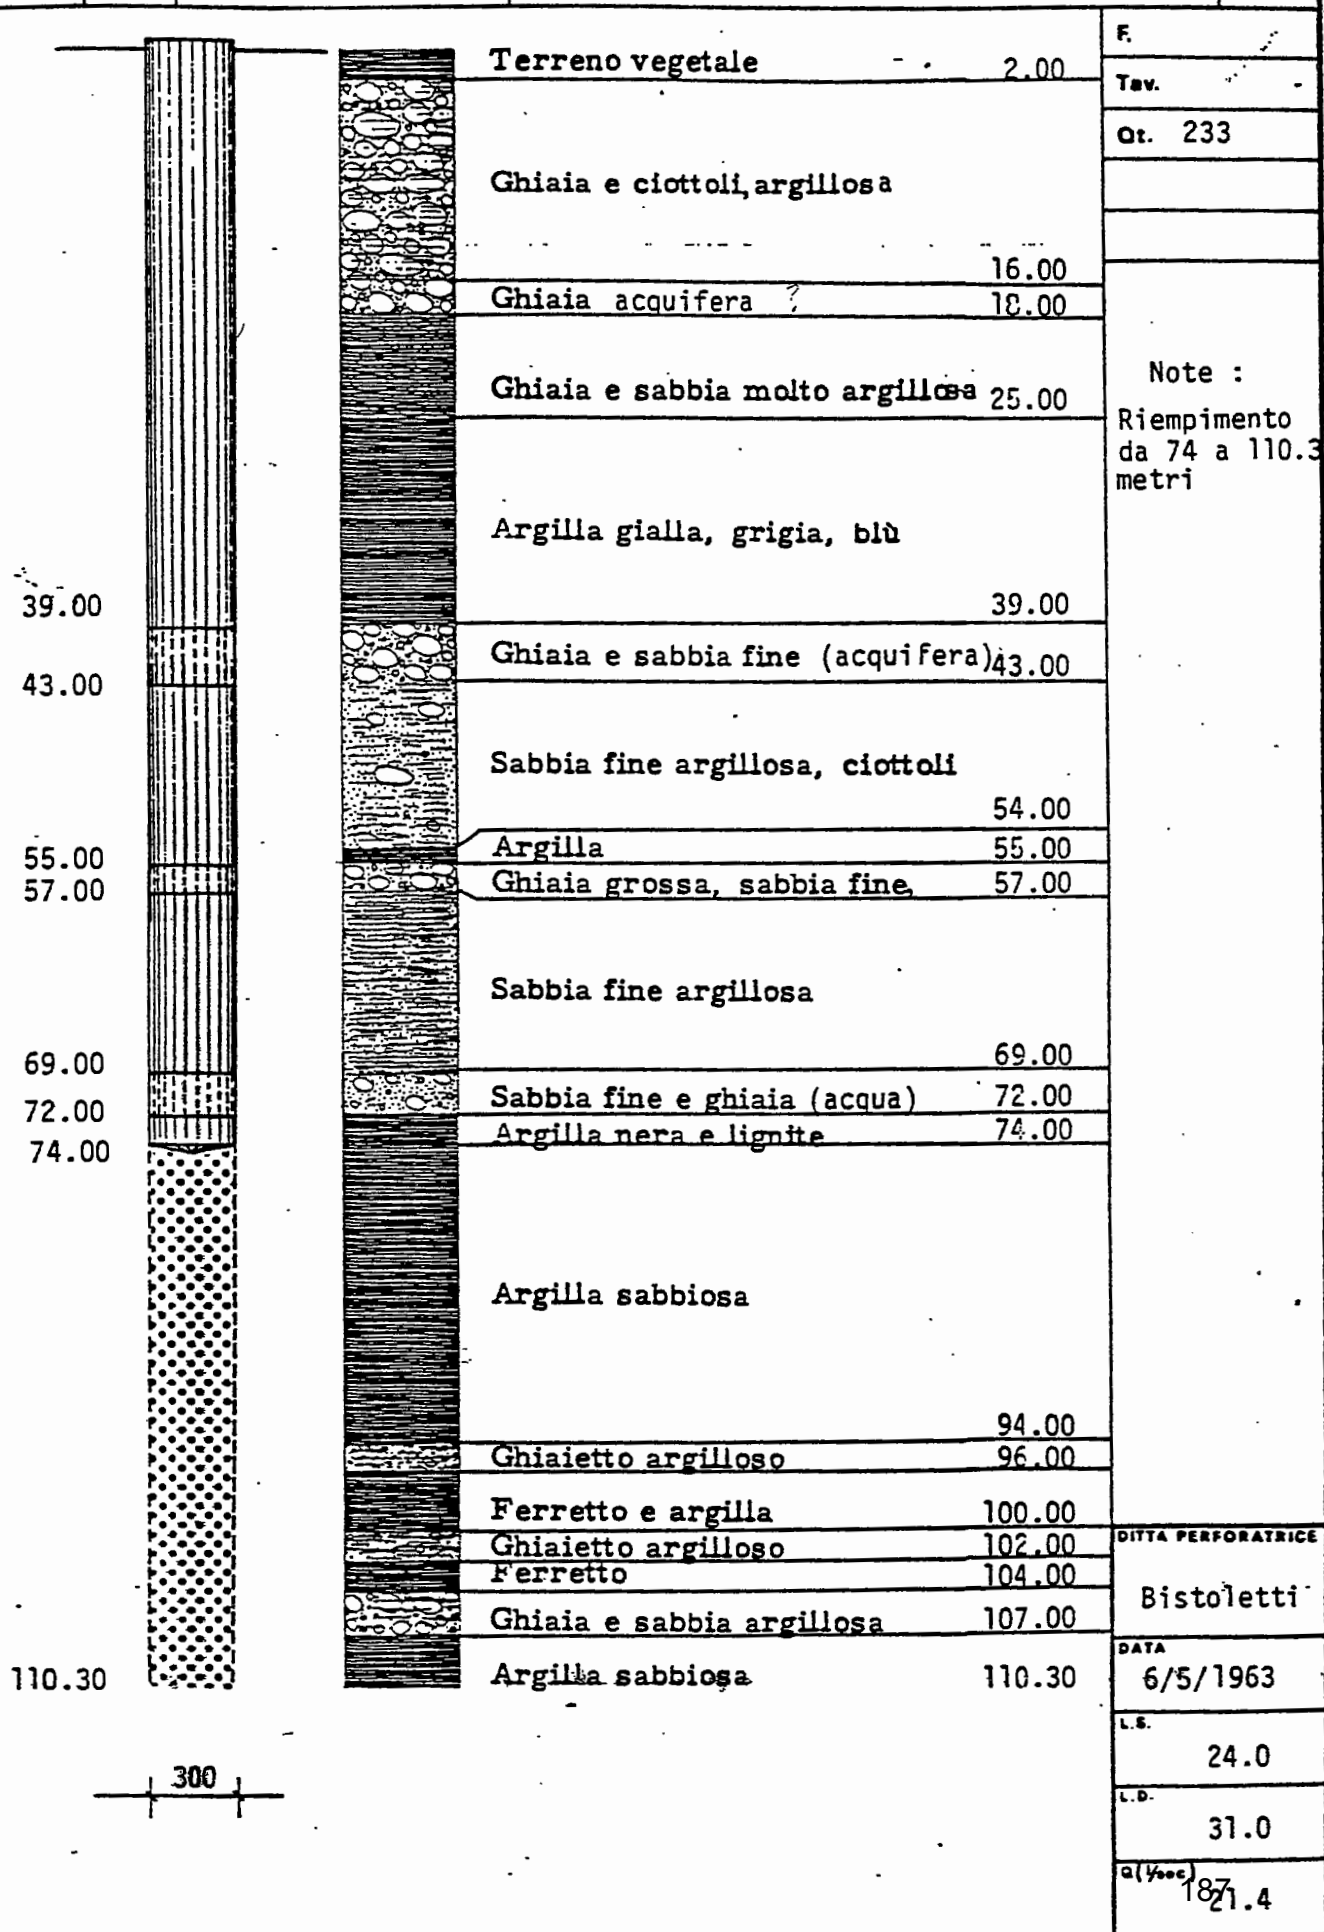 F.
Tav.
Qt. 233
Terreno vegetale 2.00
Ghiaia e ciottoli, argillosa
16.00
Ghiaia acquifera ? 18.00
Ghiaia e sabbia molto argillosa 25.00
Argilla gialla, grigia, blù
39.00
Ghiaia e sabbia fine (acquifera) 43.00
Sabbia fine argillosa, ciottoli
54.00
Argilla 55.00
Ghiaia grossa, sabbia fine, 57.00
Sabbia fine argillosa
69.00
Sabbia fine e ghiaia (acqua) 72.00
Argilla nera e lignite 74.00
Argilla sabbiosa
94.00
Ghiaietto argilloso 96.00
Ferretto e argilla 100.00
Ghiaietto argilloso 102.00
Ferretto 104.00
Ghiaia e sabbia argillosa 107.00
Argilla sabbiosa 110.30
39.00
43.00
55.00
57.00
69.00
72.00
74.00
110.30
300
Note :
Riempimento
da 74 a 110.3
metri
DITTA PERFORATRICE
Bistoletti
DATA
6/5/1963
L.S.
24.0
L.D.
31.0
Q (l/sec)
21.4
187